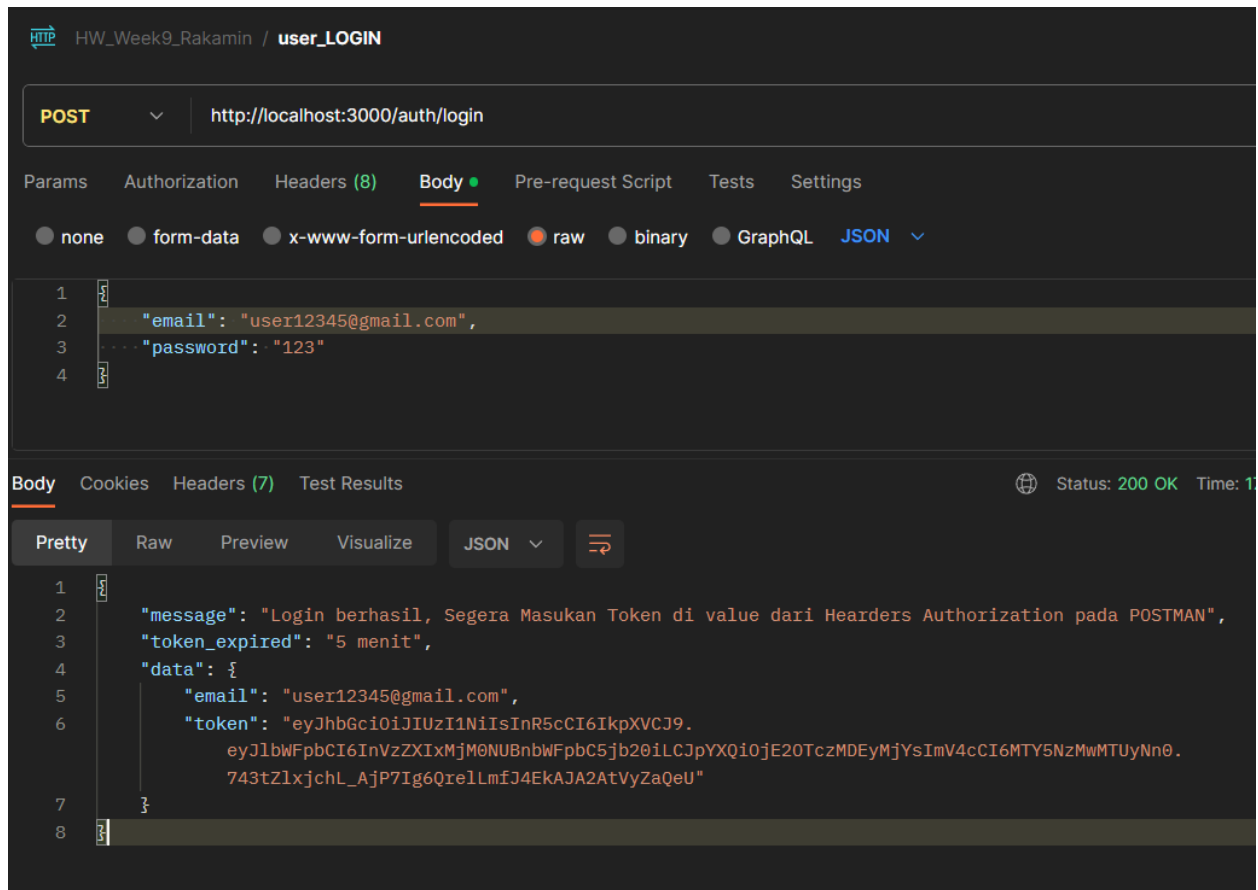 HTTP HW_Week9_Rakamin / user_LOGIN
POST http://localhost:3000/auth/login
Params Authorization Headers (8) Body Pre-request Script Tests Settings
none form-data x-www-form-urlencoded raw binary GraphQL JSON
1 {
2 "email": "user12345@gmail.com",
3 "password": "123"
4 }
Body Cookies Headers (7) Test Results Status: 200 OK Time: 17
Pretty Raw Preview Visualize JSON
1 {
2 "message": "Login berhasil, Segera Masukan Token di value dari Hearders Authorization pada POSTMAN",
3 "token_expired": "5 menit",
4 "data": {
5 "email": "user12345@gmail.com",
6 "token": "eyJhbGciOiJIUzI1NiIsInR5cCI6IkpXVCJ9.
eyJlbWFpbCI6InVzZXIxMjM0NUBnbWFpbC5jb20iLCJpYXQiOjE2OTczMDEyMjYsImV4cCI6MTY5NzMwMTUyNn0.
743tZlxjchL_AjP7Ig6QrelLmfJ4EkAJA2AtVyZaQeU"
7 }
8 }